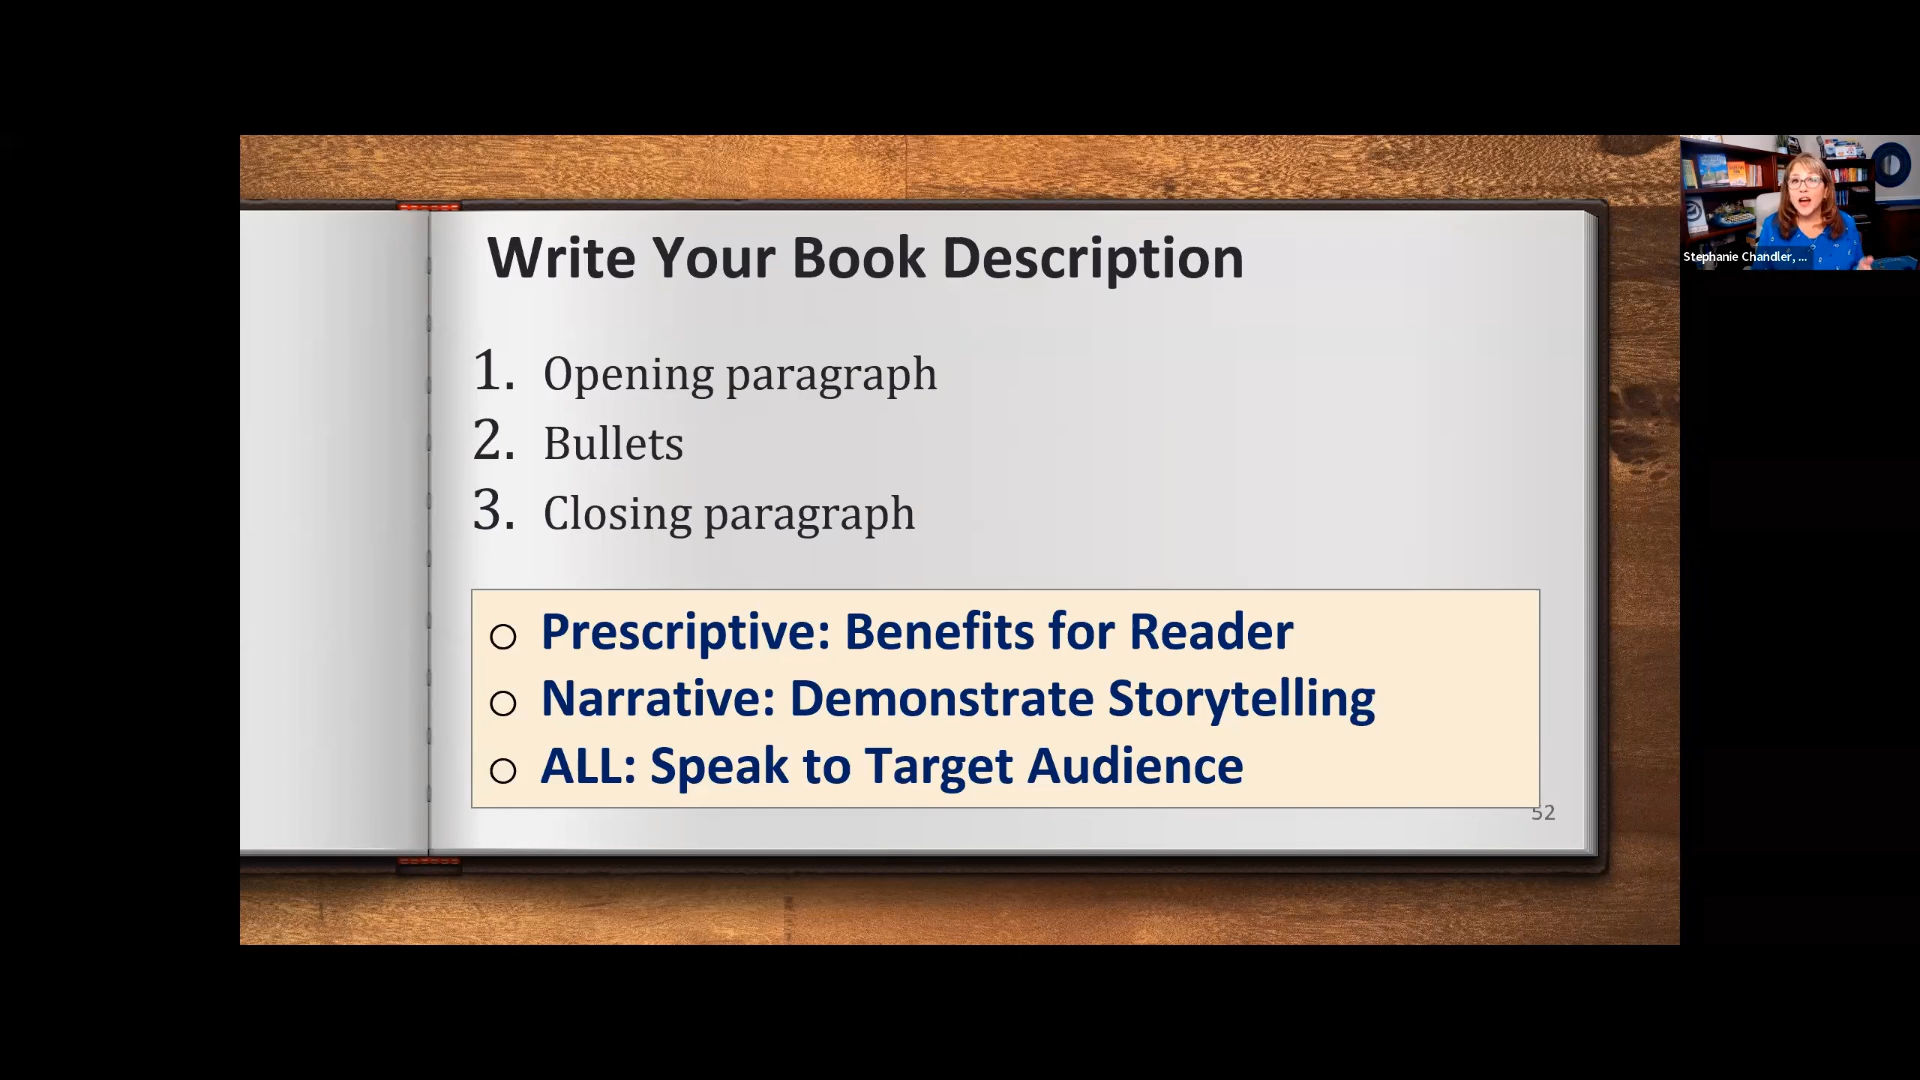 Write Your Book Description
1. Opening paragraph
2. Bullets
3. Closing paragraph
o Prescriptive: Benefits for Reader
o Narrative: Demonstrate Storytelling
o ALL: Speak to Target Audience
52
Stephanie Chandler, ...